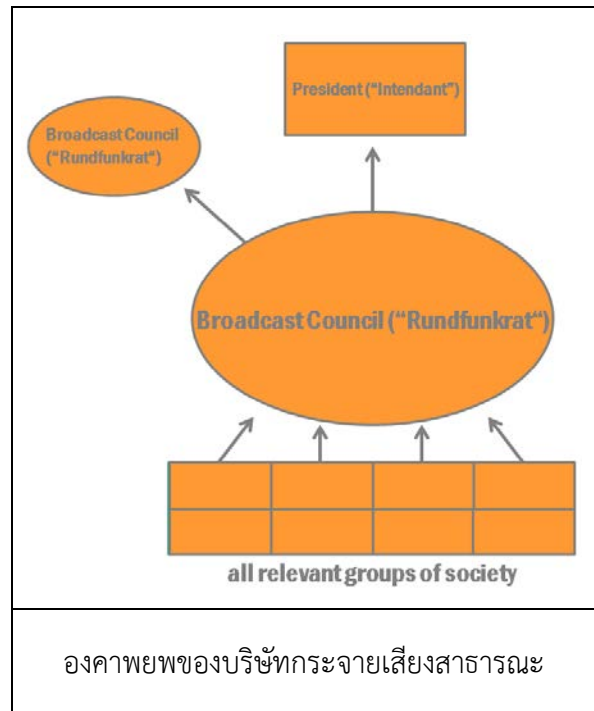 President (“Intendant”)
Broadcast Council
(“Rundfunkrat“)
Broadcast Council (“Rundfunkrat“)
all relevant groups of society
องคาพยพของบริษัทกระจายเสียงสาธารณะ